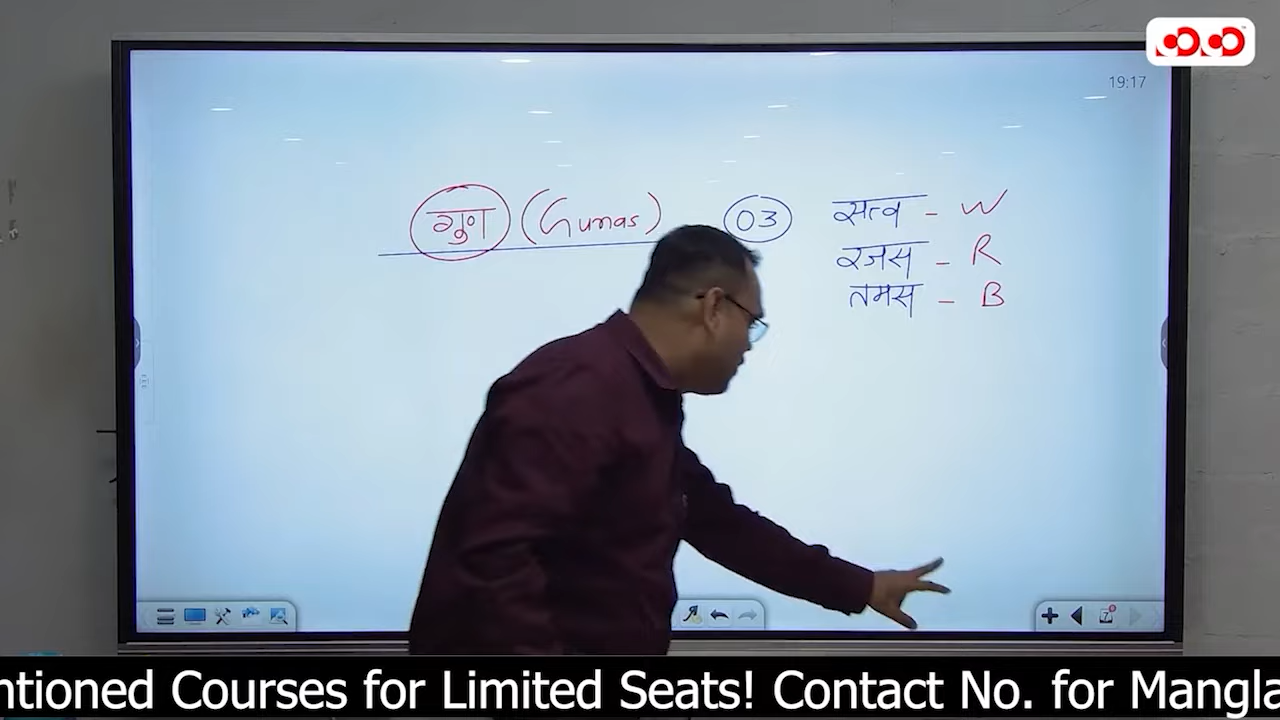 19:17
गुण (Gunas) 03 सत्व - W
रजस - R
तमस - B
ntioned Courses for Limited Seats! Contact No. for Mangla